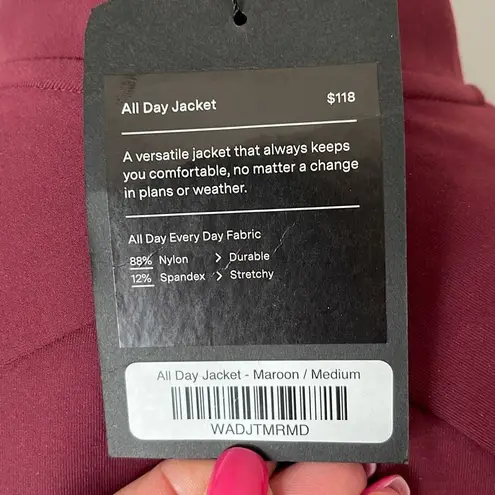 All Day Jacket $118
A versatile jacket that always keeps
you comfortable, no matter a change
in plans or weather.
All Day Every Day Fabric
88% Nylon > Durable
12% Spandex > Stretchy
All Day Jacket - Maroon / Medium
WADJTMRMD